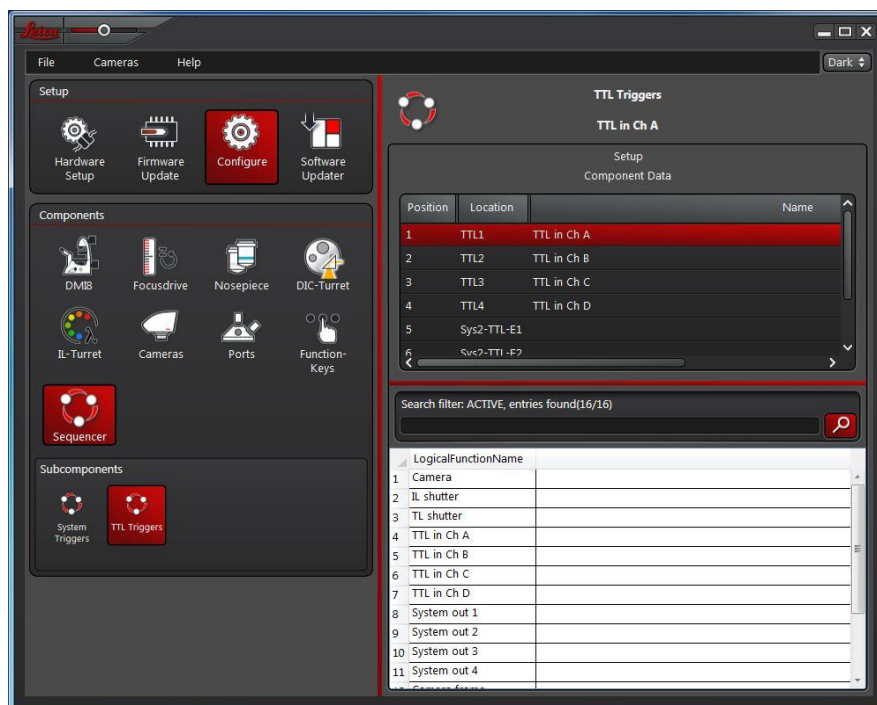 Leica
File Cameras Help Dark
Setup
Hardware Setup
Firmware Update
Configure
Software Updater
Components
DMI8
Focusdrive
Nosepiece
DIC-Turret
IL-Turret
Cameras
Ports
Function-Keys
Sequencer
Subcomponents
System Triggers
TTL Triggers
TTL Triggers
TTL in Ch A
Setup
Component Data
Position Location Name
1 TTL1 TTL in Ch A
2 TTL2 TTL in Ch B
3 TTL3 TTL in Ch C
4 TTL4 TTL in Ch D
5 Sys2-TTL-E1
6 Sys2-TTL-E2
Search filter: ACTIVE, entries found(16/16)
LogicalFunctionName
1 Camera
2 IL shutter
3 TL shutter
4 TTL in Ch A
5 TTL in Ch B
6 TTL in Ch C
7 TTL in Ch D
8 System out 1
9 System out 2
10 System out 3
11 System out 4